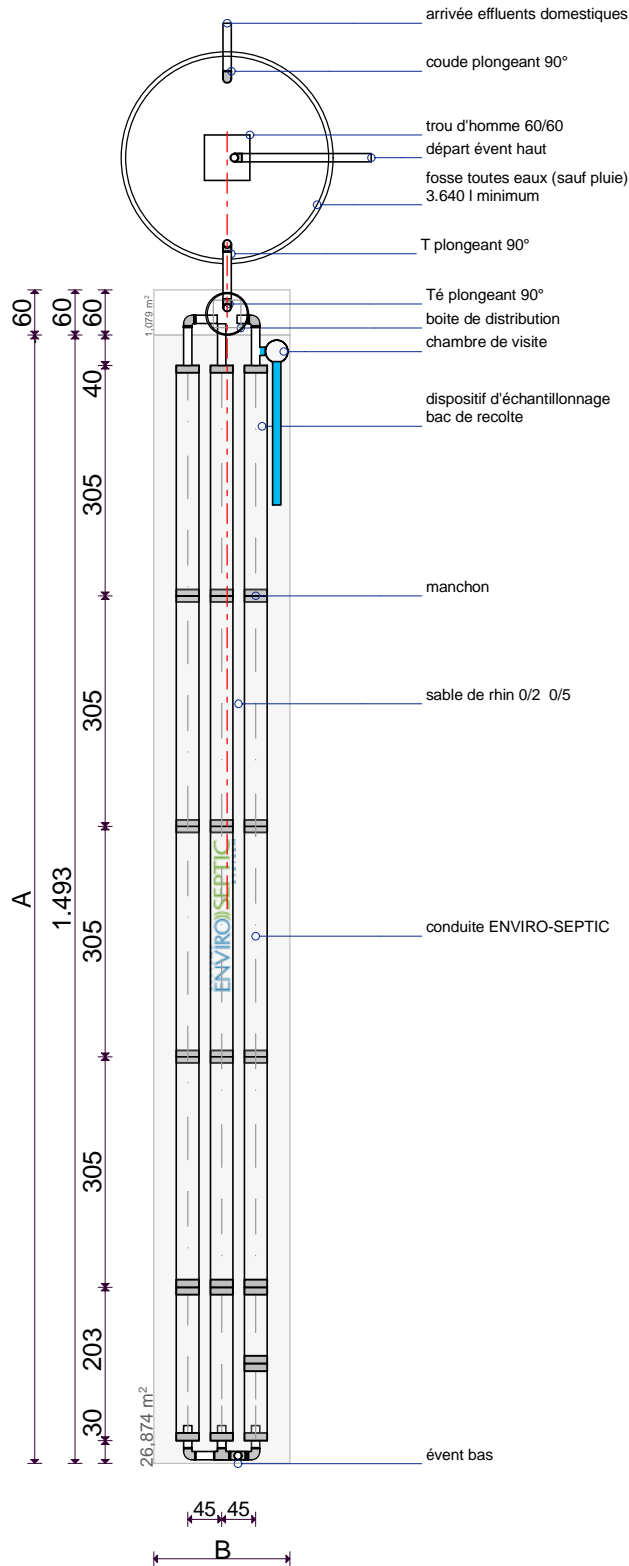 arrivée effluents domestiques
coude plongeant 90°
trou d'homme 60/60
départ évent haut
fosse toutes eaux (sauf pluie)
3.640 l minimum
T plongeant 90°
Té plongeant 90°
boite de distribution
chambre de visite
dispositif d'échantillonnage
bac de recolte
manchon
sable de rhin 0/2 0/5
conduite ENVIRO-SEPTIC
évent bas
60
60
60
1,079 m²
40
305
305
305
305
203
30
A
1.493
ENVIRO))SEPTIC
26,874 m²
45
45
B